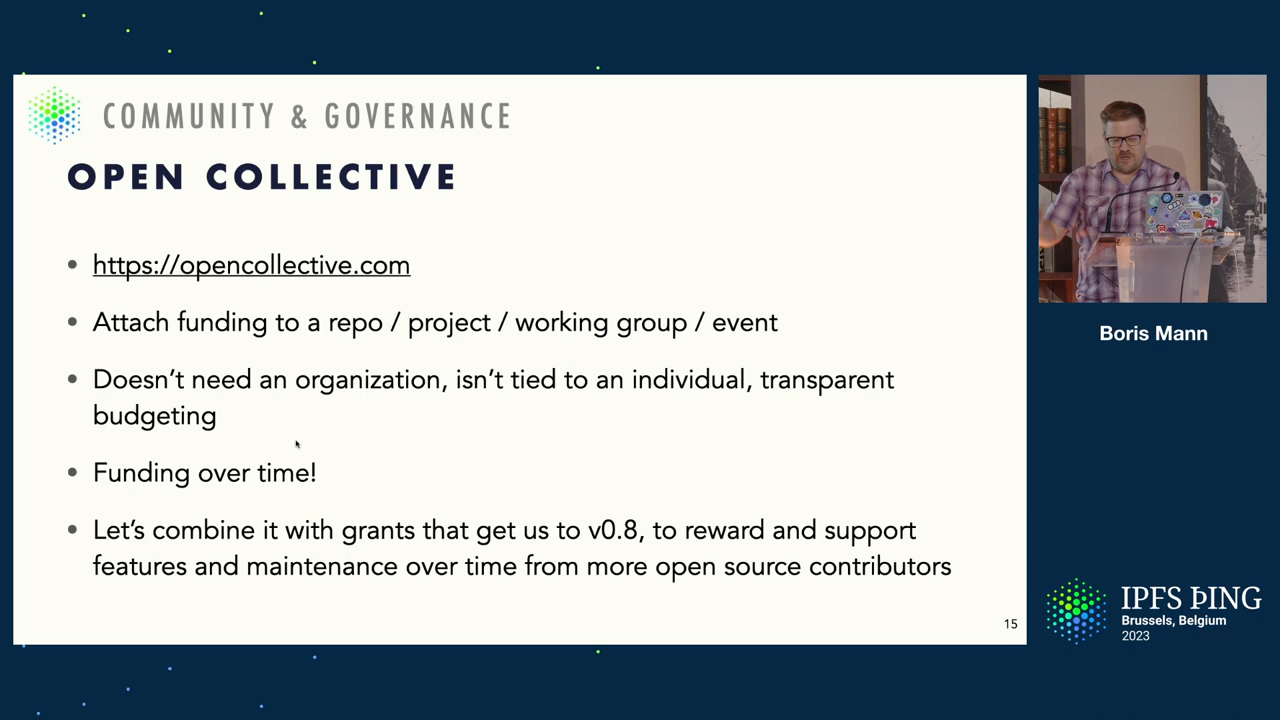 COMMUNITY & GOVERNANCE
OPEN COLLECTIVE
• https://opencollective.com
• Attach funding to a repo / project / working group / event
• Doesn’t need an organization, isn’t tied to an individual, transparent
budgeting
• Funding over time!
• Let’s combine it with grants that get us to v0.8, to reward and support
features and maintenance over time from more open source contributors
15
Boris Mann
IPFS ÞING
Brussels, Belgium
2023